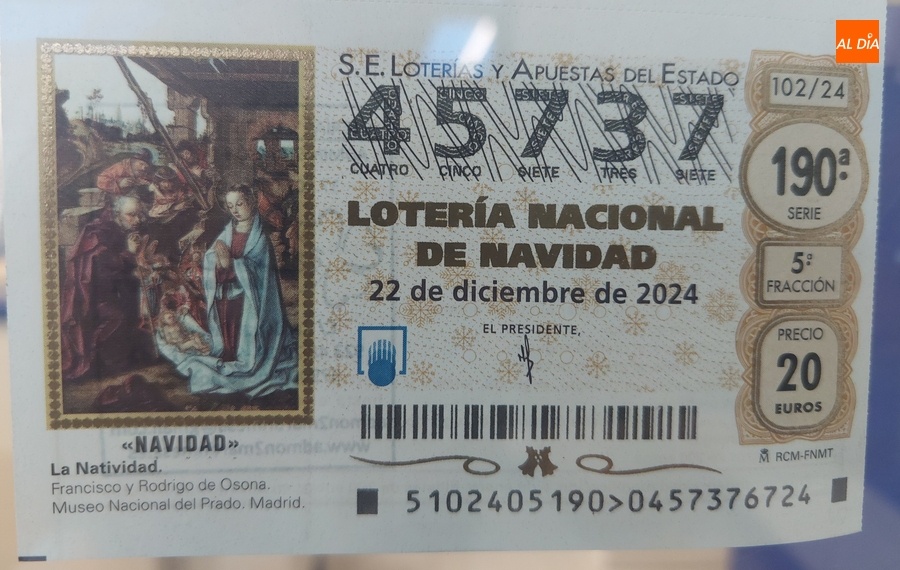 AL DÍA
S.E. LOTERÍAS Y APUESTAS DEL ESTADO
45737
CUATRO CINCO SIETE TRES SIETE
LOTERÍA NACIONAL
DE NAVIDAD
22 de diciembre de 2024
EL PRESIDENTE,
102/24
190ª
SERIE
5ª
FRACCIÓN
PRECIO
20
EUROS
RCM-FNMT
«NAVIDAD»
La Natividad.
Francisco y Rodrigo de Osona.
Museo Nacional del Prado. Madrid.
5102405190>0457376724